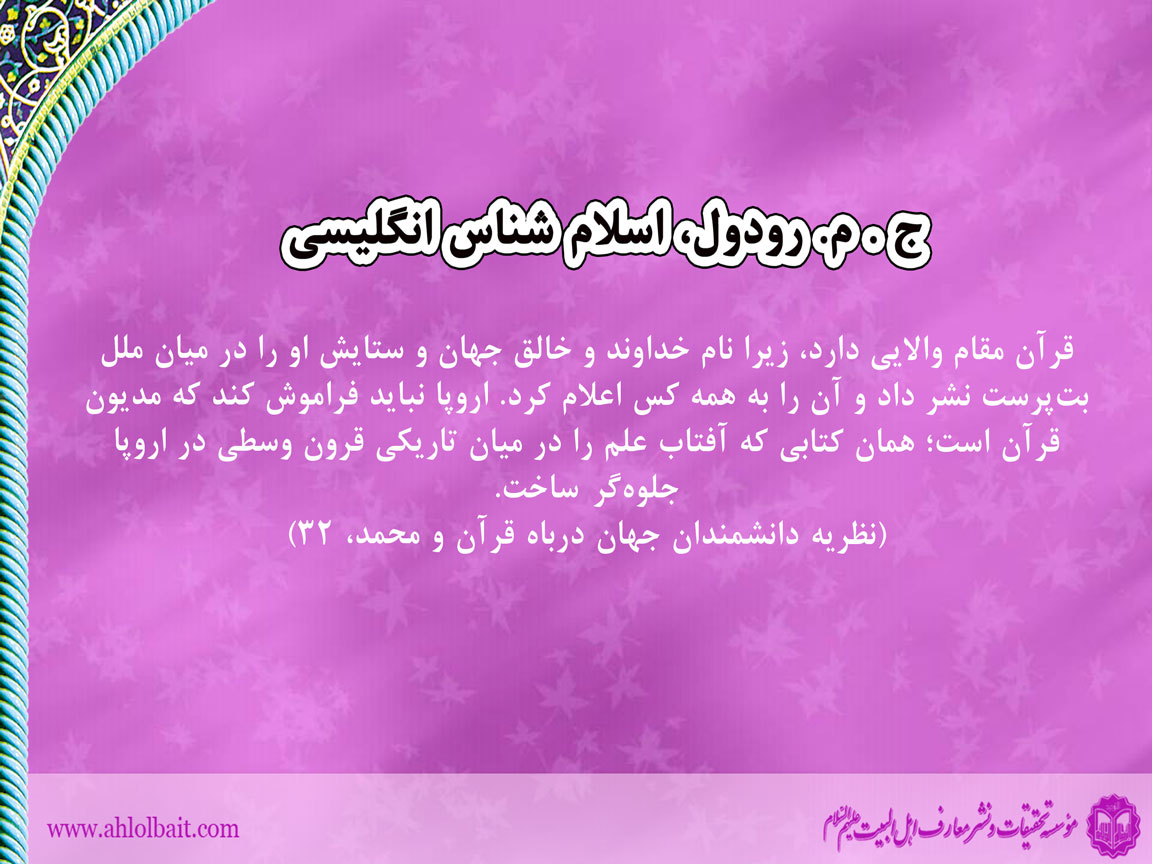 ج . م. رودول، اسلام شناس انگلیسی
قرآن مقام والایی دارد، زیرا نام خداوند و خالق جهان و ستایش او را در میان ملل
بت‌پرست نشر داد و آن را به همه کس اعلام کرد. اروپا نباید فراموش کند که مدیون
قرآن است؛ همان کتابی که آفتاب علم را در میان تاریکی قرون وسطی در اروپا
جلوه‌گر ساخت.
(نظریه دانشمندان جهان درباه قرآن و محمد، ۳۲)
مؤسسه تحقیقات و نشر معارف اهل البیت علیهم السلام
www.ahlolbait.com